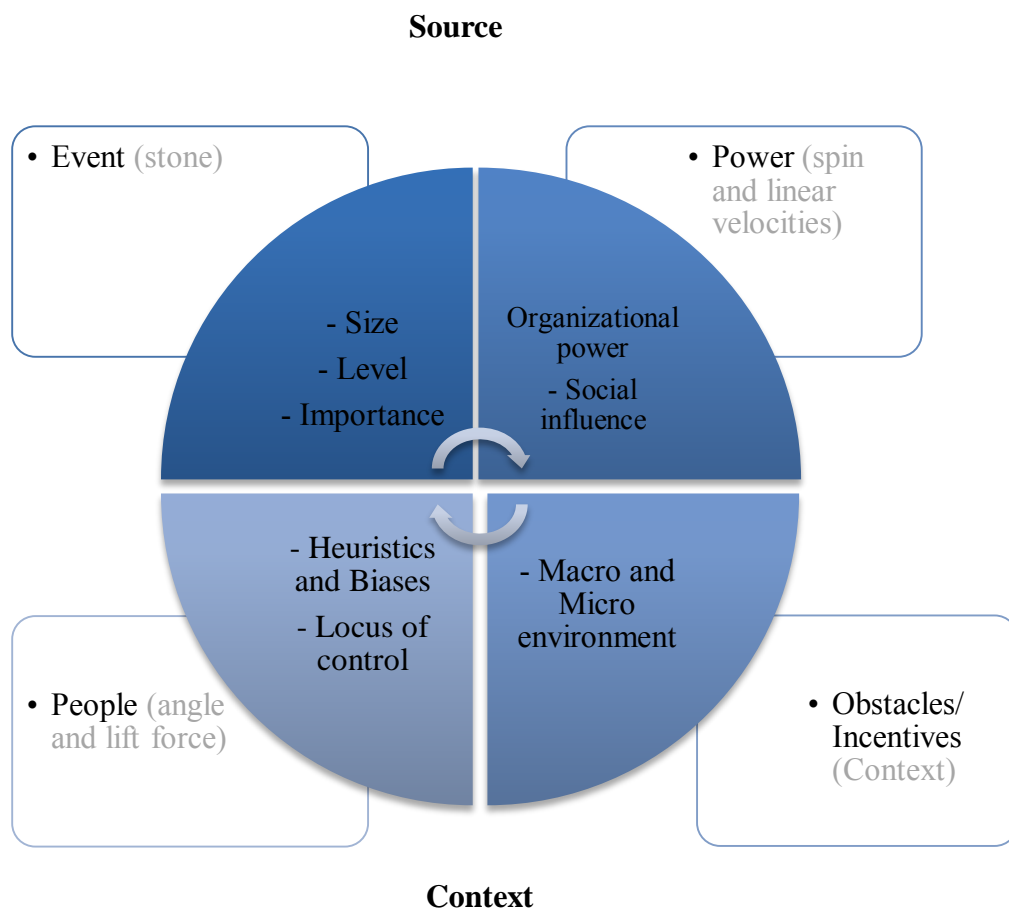 Source
• Event (stone)
• Power (spin
and linear
velocities)
- Size
- Level
- Importance
Organizational
power
- Social
influence
- Heuristics
and Biases
- Locus of
control
- Macro and
Micro
environment
• People (angle
and lift force)
• Obstacles/
Incentives
(Context)
Context